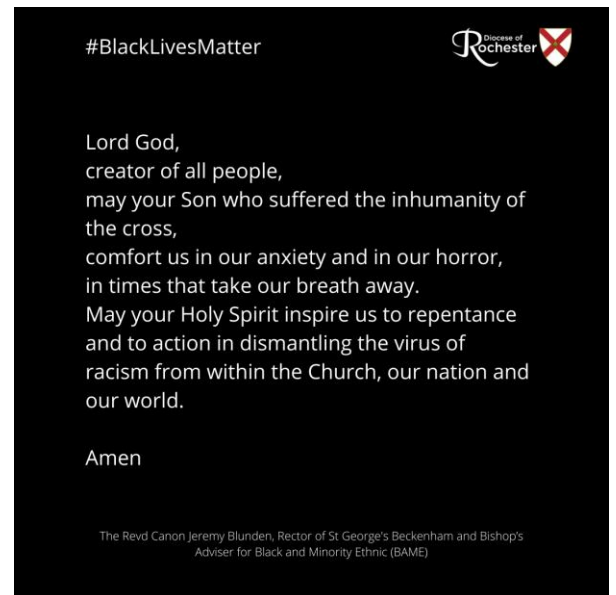 #BlackLivesMatter
Diocese of
Rochester
Lord God,
creator of all people,
may your Son who suffered the inhumanity of
the cross,
comfort us in our anxiety and in our horror,
in times that take our breath away.
May your Holy Spirit inspire us to repentance
and to action in dismantling the virus of
racism from within the Church, our nation and
our world.
Amen
The Revd Canon Jeremy Blunden, Rector of St George's Beckenham and Bishop's
Adviser for Black and Minority Ethnic (BAME)